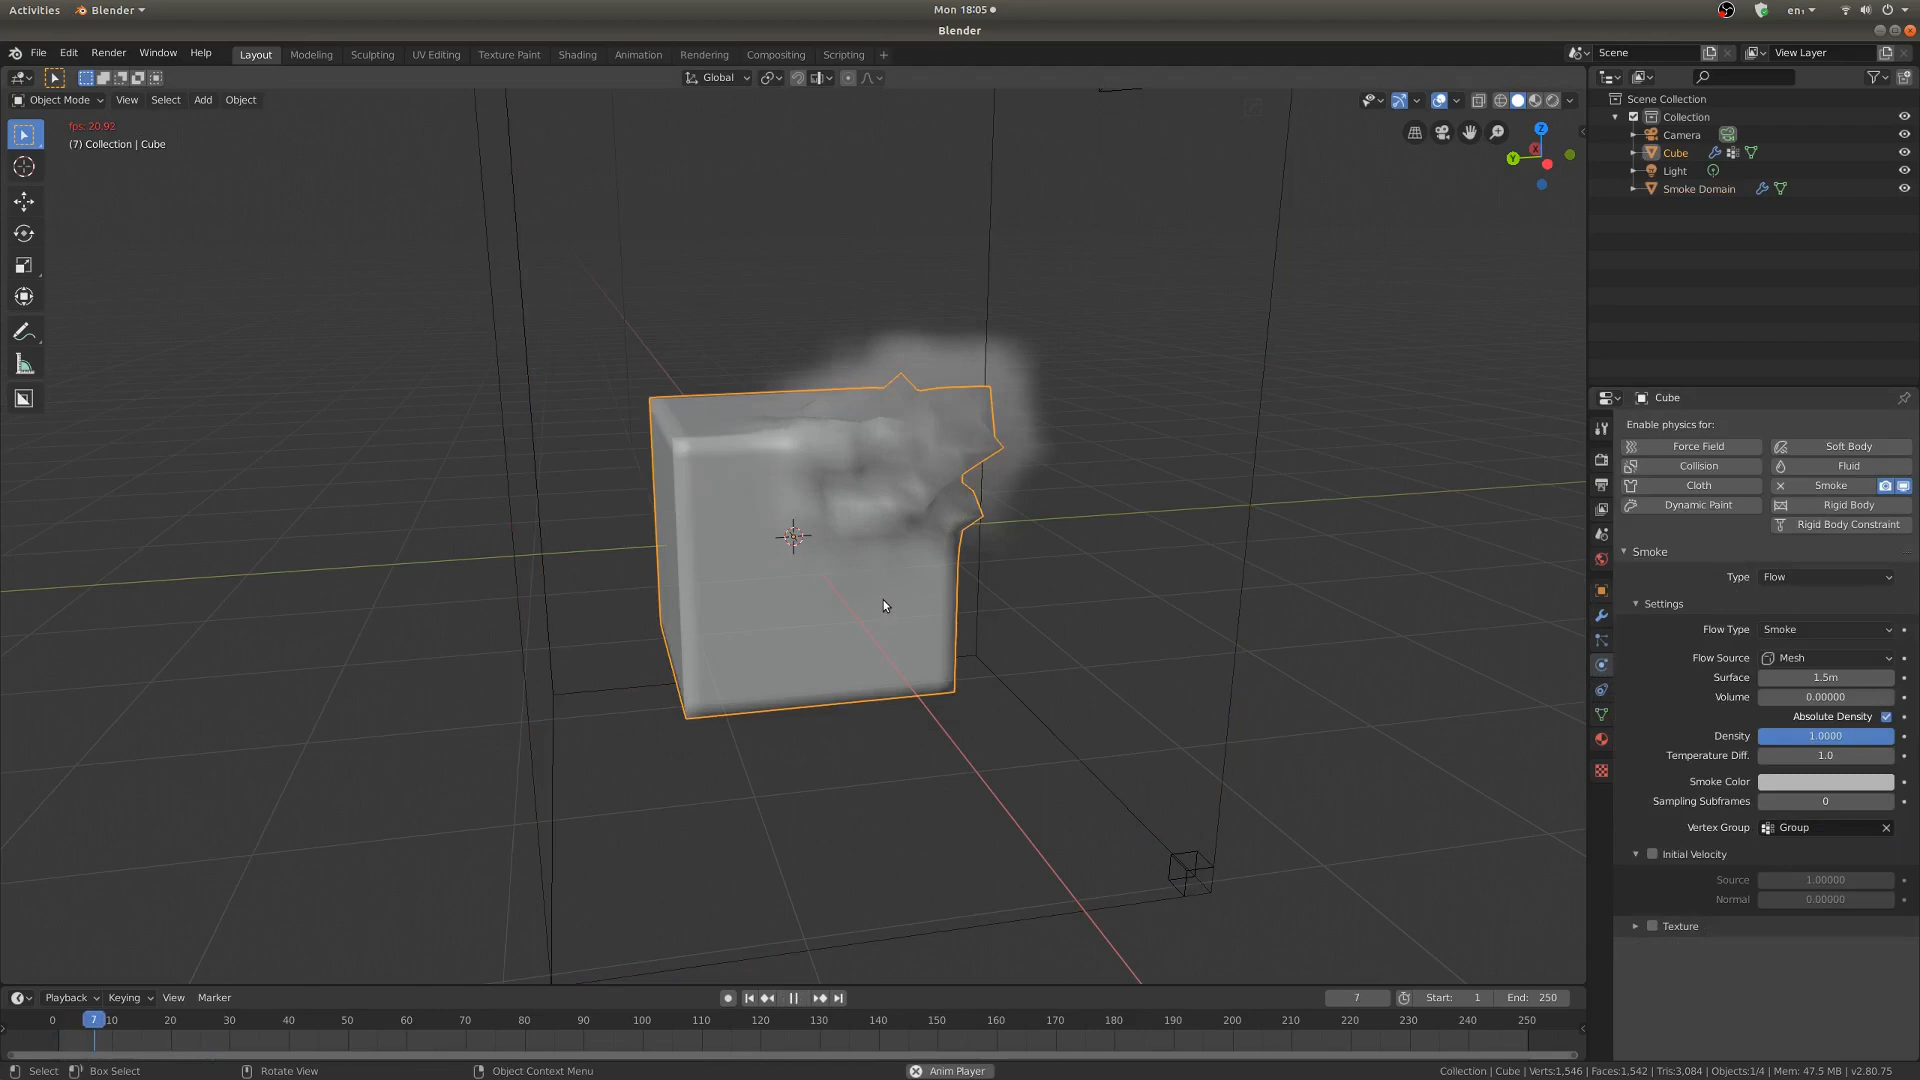 Activities Blender Mon 18:05 en₁
Blender
File Edit Render Window Help Layout Modeling Sculpting UV Editing Texture Paint Shading Animation Rendering Compositing Scripting + Scene View Layer
Global
Object Mode View Select Add Object
fps: 20.92
(7) Collection | Cube
Z
X
Y
Scene Collection
Collection
Camera
Cube
Light
Smoke Domain
Cube
Enable physics for:
Force Field Soft Body
Collision Fluid
Cloth Smoke
Dynamic Paint Rigid Body
Rigid Body Constraint
Smoke
Type Flow
Settings
Flow Type Smoke
Flow Source Mesh
Surface 1.5m
Volume 0.00000
Absolute Density
Density 1.0000
Temperature Diff. 1.0
Smoke Color
Sampling Subframes 0
Vertex Group Group
Initial Velocity
Source 1.00000
Normal 0.00000
Texture
Playback Keying View Marker 7 Start: 1 End: 250
0 7 10 20 30 40 50 60 70 80 90 100 110 120 130 140 150 160 170 180 190 200 210 220 230 240 250
Select Box Select Rotate View Object Context Menu Anim Player Collection | Cube | Verts:1,546 | Faces:1,542 | Tris:3,084 | Objects:1/4 | Mem: 47.5 MB | v2.80.75